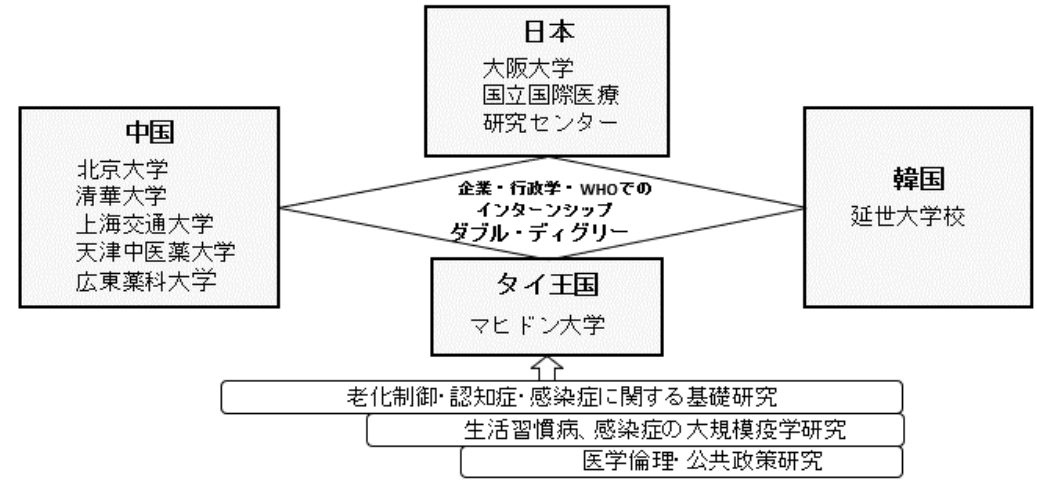 日本
大阪大学
国立国際医療
研究センター
中国
北京大学
清華大学
上海交通大学
天津中医薬大学
広東薬科大学
企業・行政学・WHOでの
インターンシップ
ダブル・ディグリー
韓国
延世大学校
タイ王国
マヒドン大学
老化制御・認知症・感染症に関する基礎研究
生活習慣病、感染症の大規模疫学研究
医学倫理・公共政策研究